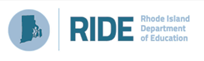 RIDE
Rhode Island
Department
of Education